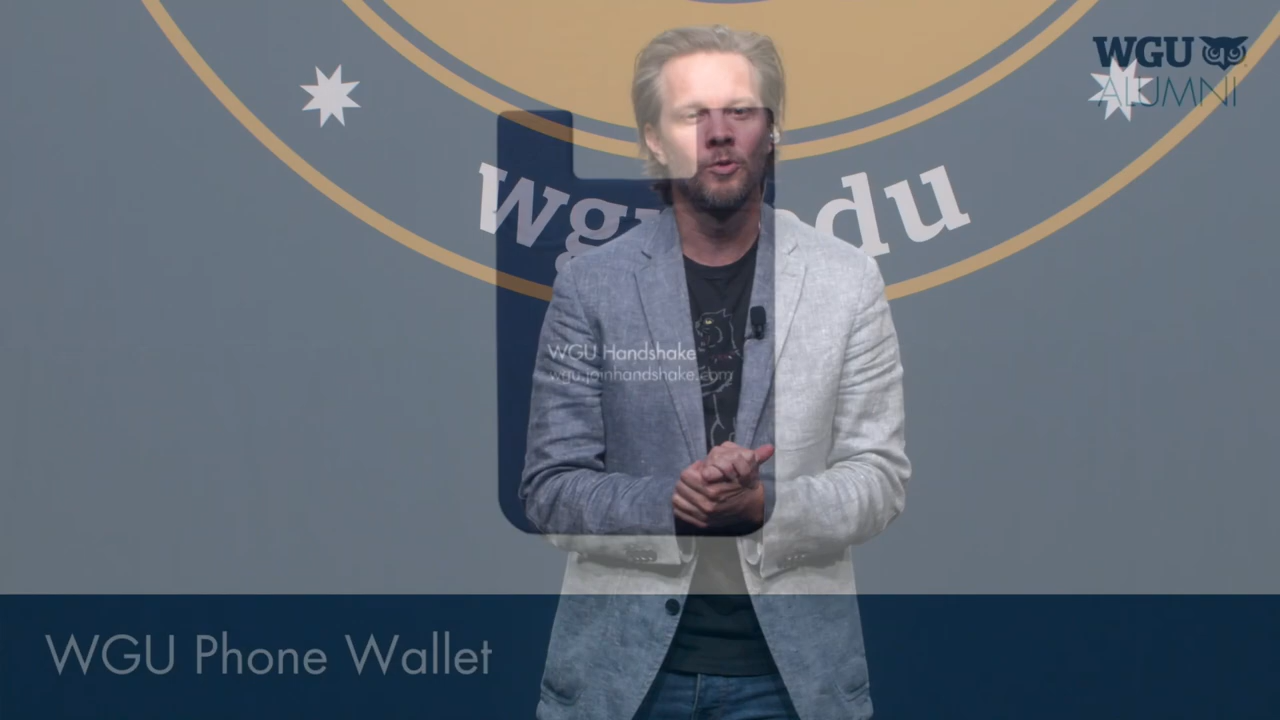 WGU
ALUMNI
wgu.edu
WGU Handshake
wgu.joinhandshake.com
WGU Phone Wallet